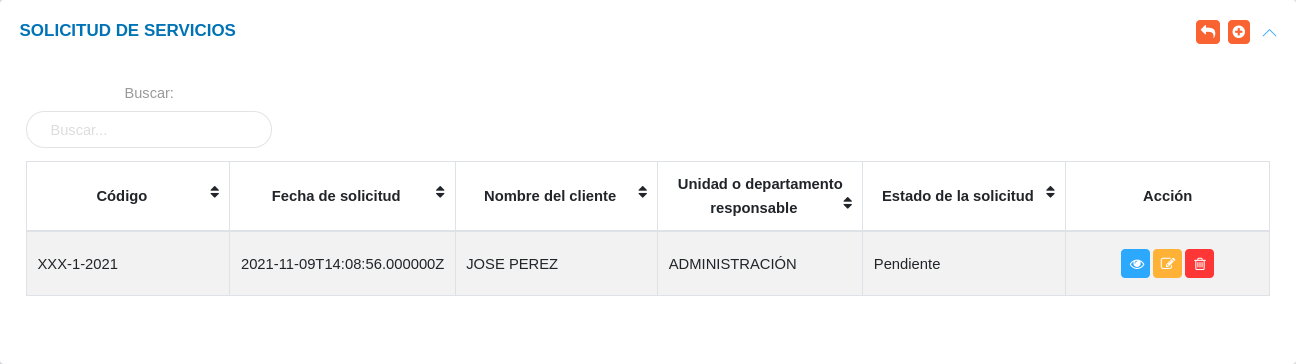 SOLICITUD DE SERVICIOS
Buscar:
Buscar...
Código
Fecha de solicitud
Nombre del cliente
Unidad o departamento
responsable
Estado de la solicitud
Acción
XXX-1-2021
2021-11-09T14:08:56.000000Z
JOSE PEREZ
ADMINISTRACIÓN
Pendiente